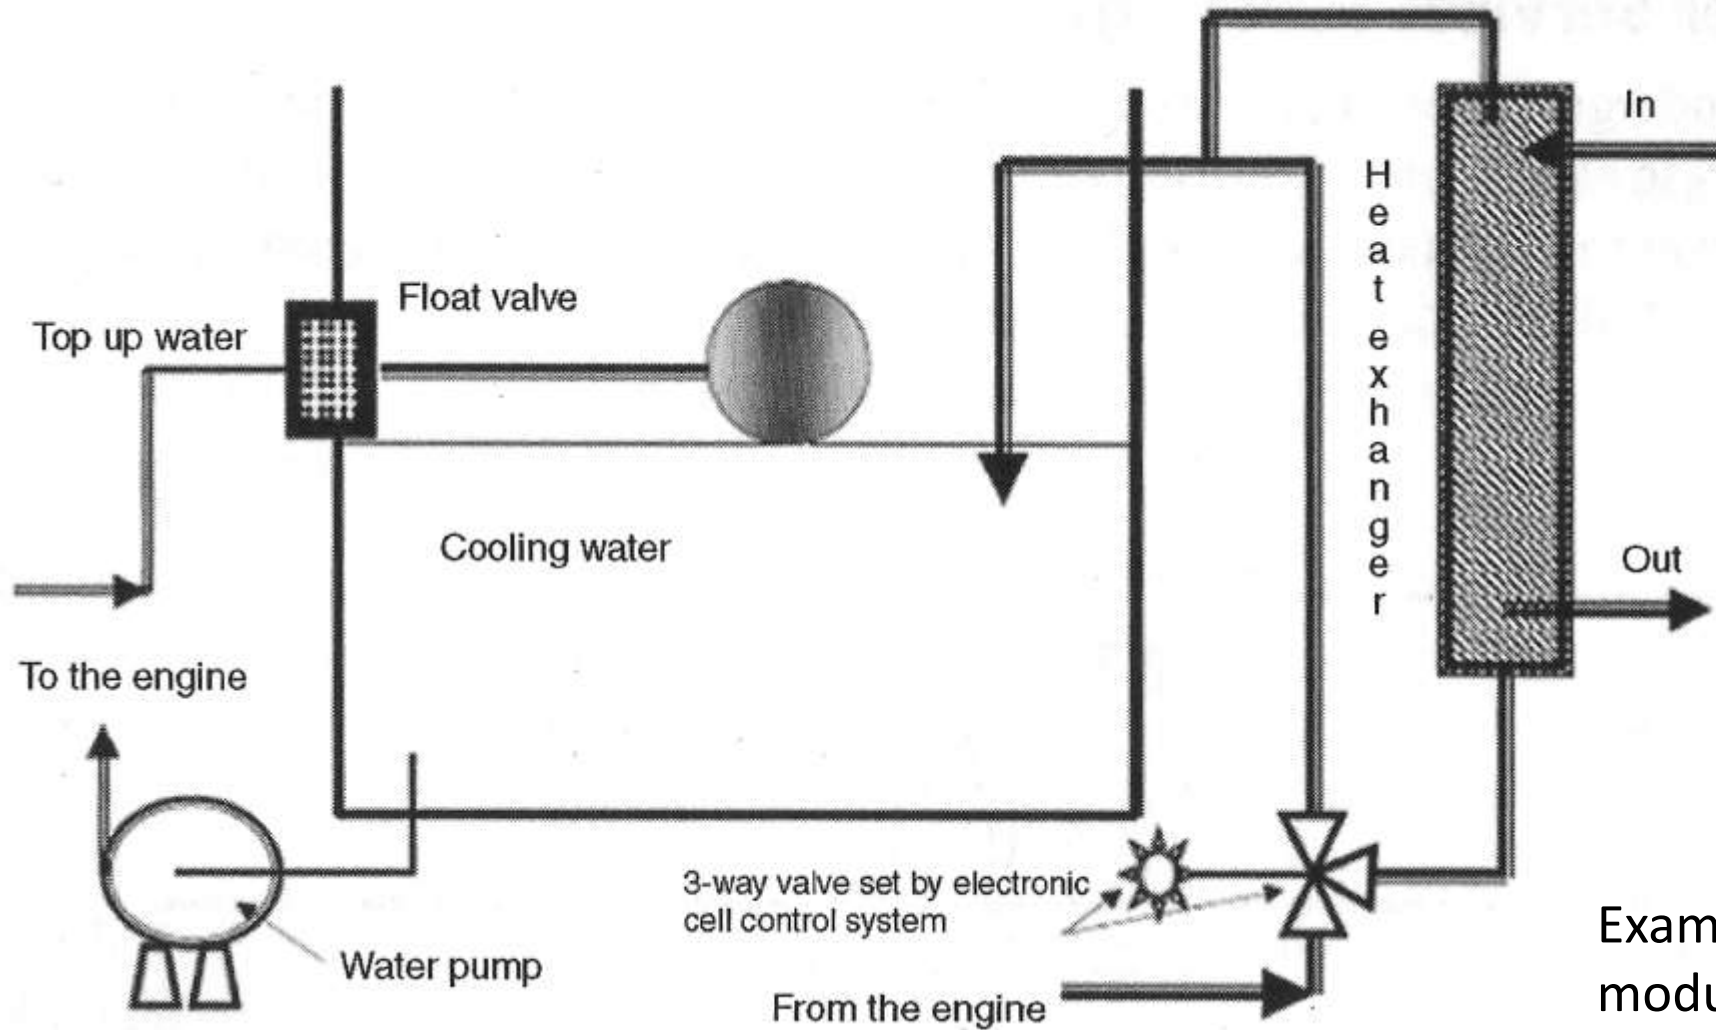 In
Heat exhanger
Float valve
Top up water
Cooling water
Out
To the engine
3-way valve set by electronic
cell control system
Water pump
From the engine
Exam
modu